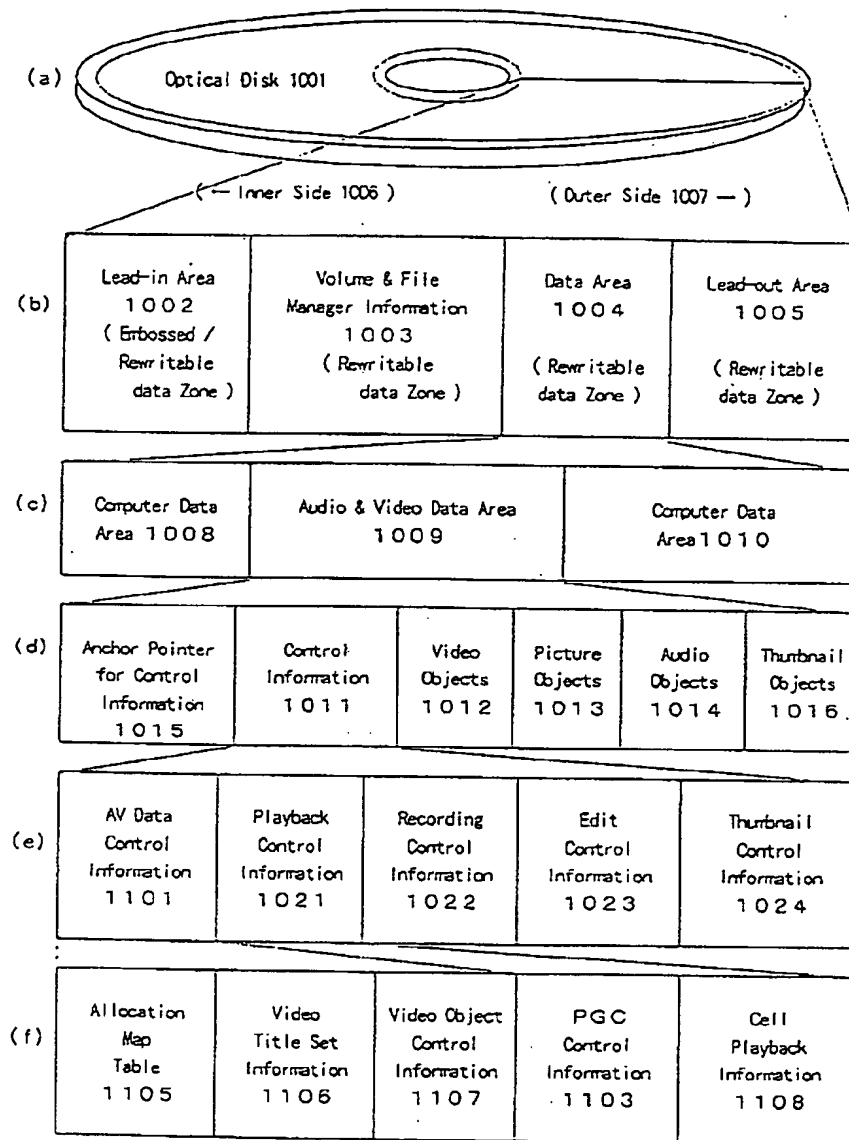 (a)
Optical Disk 1001
(← Inner Side 1006 )
(Outer Side 1007 — )
(b)
Lead-in Area
1002
( Embossed /
Rewritable
data Zone )
Volume & File
Manager Information
1003
( Rewritable
data Zone )
Data Area
1004
( Rewritable
data Zone )
Lead-out Area
1005
( Rewritable
data Zone )
(c)
Computer Data
Area 1008
Audio & Video Data Area
1009
Computer Data
Area 1010
(d)
Anchor Pointer
for Control
Information
1015
Control
Information
1011
Video
Objects
1012
Picture
Objects
1013
Audio
Objects
1014
Thumbnail
Objects
1016
(e)
AV Data
Control
Information
1101
Playback
Control
Information
1021
Recording
Control
Information
1022
Edit
Control
Information
1023
Thumbnail
Control
Information
1024
(f)
Allocation
Map
Table
1105
Video
Title Set
Information
1106
Video Object
Control
Information
1107
PGC
Control
Information
1103
Cell
Playback
Information
1108